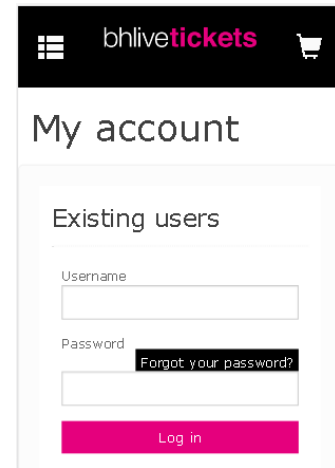 bhlivetickets
My account
Existing users
Username
Password
Forgot your password?
Log in